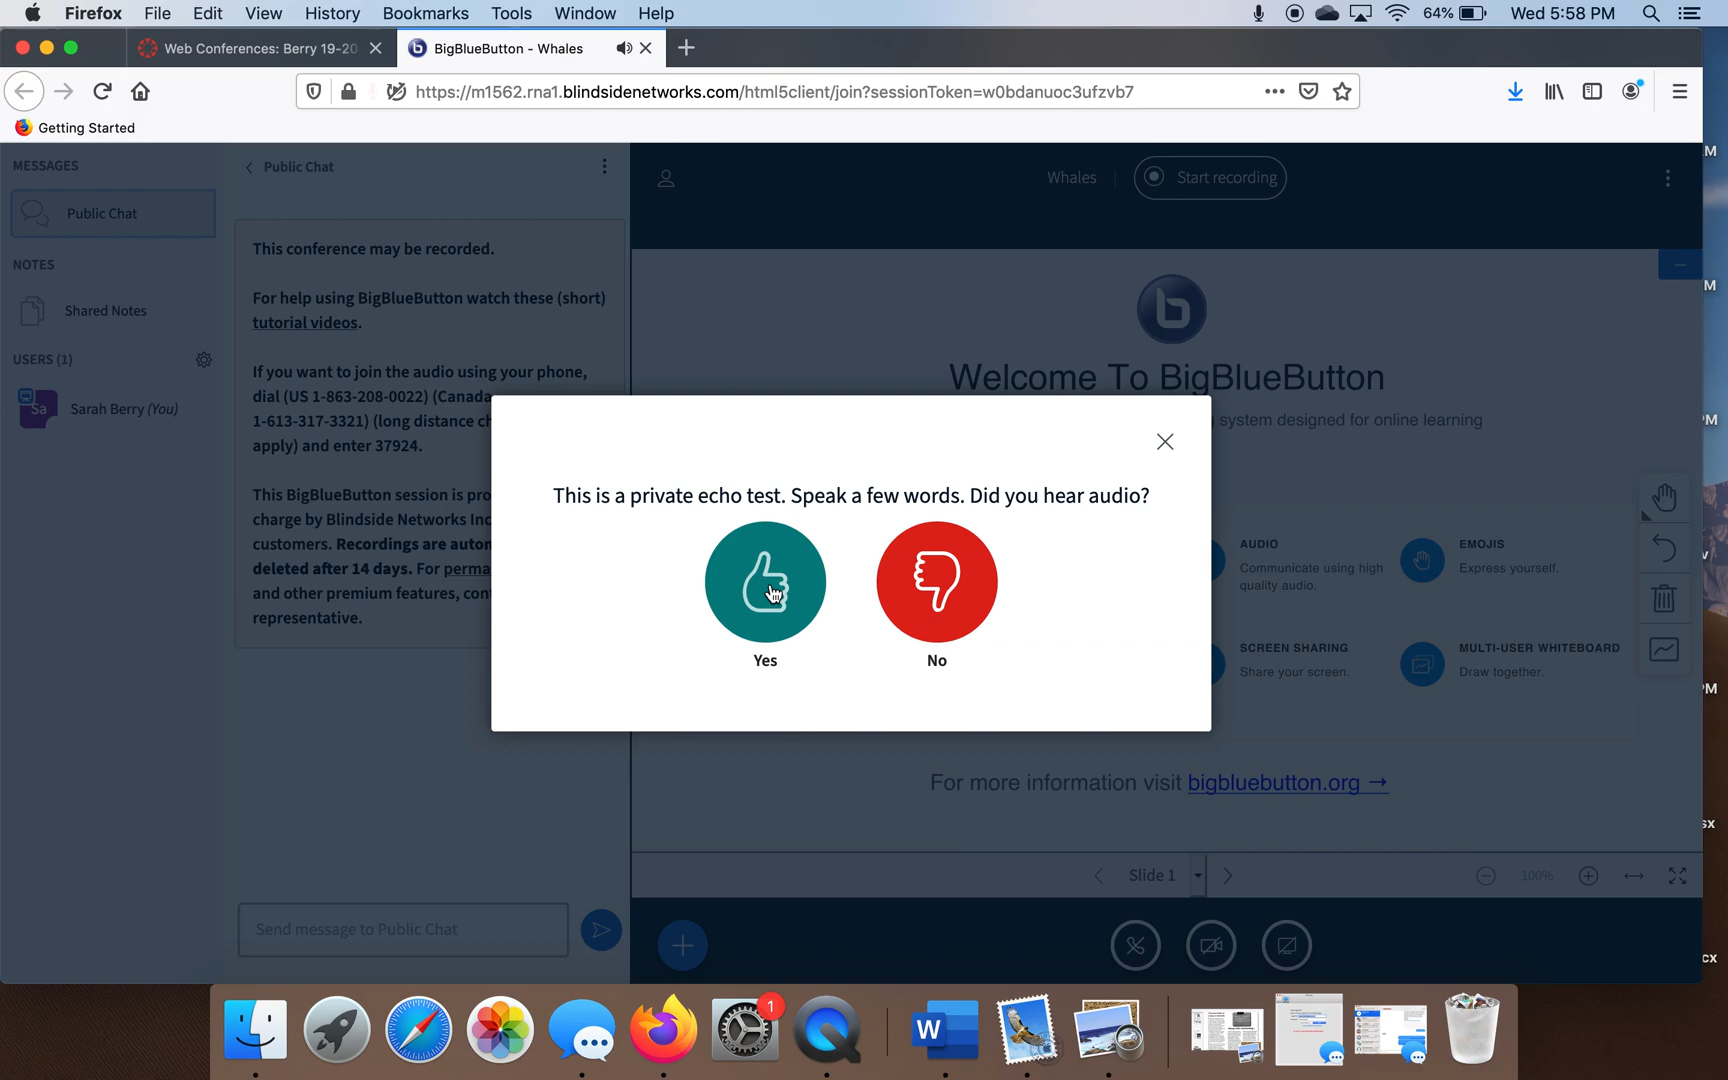 Firefox File Edit View History Bookmarks Tools Window Help 64% Wed 5:58 PM
Web Conferences: Berry 19-20 BigBlueButton - Whales
https://m1562.rna1.blindsidenetworks.com/html5client/join?sessionToken=w0bdanuoc3ufzvb7
Getting Started
MESSAGES
Public Chat
NOTES
Shared Notes
USERS (1)
Sa Sarah Berry (You)
Public Chat
This conference may be recorded.
For help using BigBlueButton watch these (short)
tutorial videos.
If you want to join the audio using your phone,
dial (US 1-863-208-0022) (Canada
1-613-317-3321) (long distance ch
apply) and enter 37924.
This BigBlueButton session is pro
charge by Blindside Networks Inc
customers. Recordings are autom
deleted after 14 days. For perma
and other premium features, con
representative.
Send message to Public Chat
Whales Start recording
Welcome To BigBlueButton
system designed for online learning
This is a private echo test. Speak a few words. Did you hear audio?
Yes No
AUDIO
Communicate using high
quality audio.
EMOJIS
Express yourself.
SCREEN SHARING
Share your screen.
MULTI-USER WHITEBOARD
Draw together.
For more information visit bigbluebutton.org →
Slide 1 100%
M
M
PM
PM
sx
cx
1
W